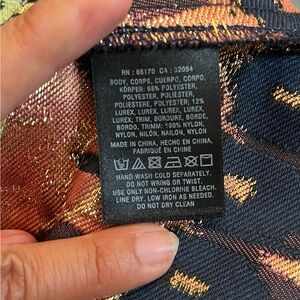 RN : 66170 CA : 32054
BODY, CORPS, CUERPO, CORPO,
KÖRPER: 88% POLYESTER,
POLYESTER, POLIÉSTER,
POLIESTERE, POLYESTER; 12%
LUREX, LUREX, LUREX, LUREX,
LUREX, TRIM, BORDURE, BORDE,
BORDO, TRIMM: 100% NYLON,
NYLON, NILÓN, NAILON, NYLON
MADE IN CHINA, HECHO EN CHINA,
FABRIQUÉ EN CHINE
HAND WASH COLD SEPARATELY.
DO NOT WRING OR TWIST.
USE ONLY NON-CHLORINE BLEACH.
LINE DRY. LOW IRON AS NEEDED.
DO NOT DRY CLEAN